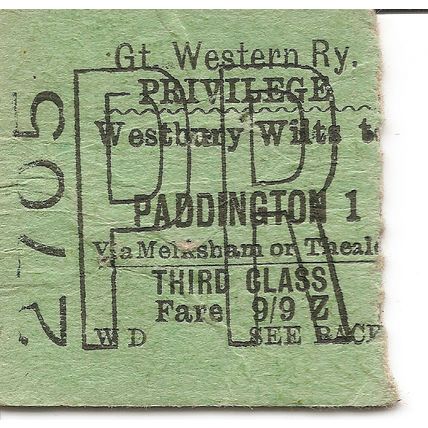 Gt. Western Ry.
PRIVILEGE
Westbury Wilts to
PADDINGTON 1
Via Melksham or Theale
THIRD CLASS
Fare 9/9 Z
W D SEE BACK
PR
2705